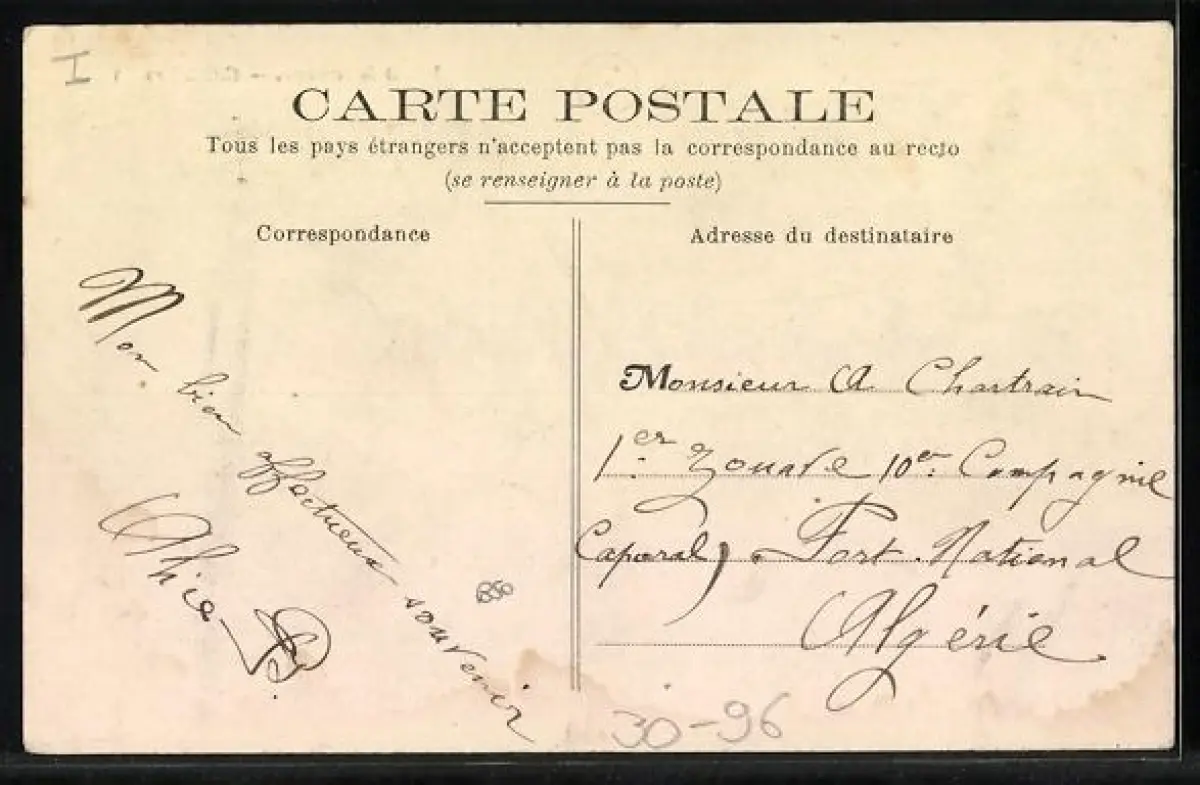 I
CARTE POSTALE
Tous les pays étrangers n'acceptent pas la correspondance au recto
(se renseigner à la poste)
Correspondance
Mon bien affectueux souvenir
Adresse du destinataire
Monsieur A Chartrain
1er Zouave 10e Compagnie
Caporal, Fort-National
Algérie
30-96